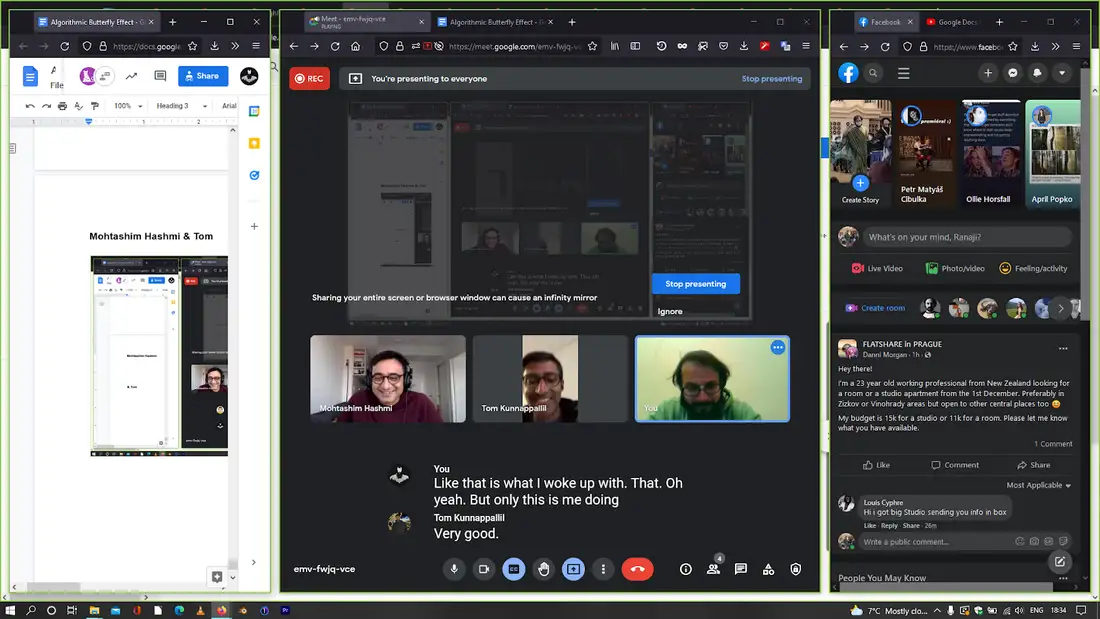 Algorithmic Butterfly Effect - G
https://docs.google
A
File
Share
100%
Heading 3
Arial
1
1
2
Mohtashim Hashmi & Tom
Meet - emv-fwjq-vce
PLAYING
Algorithmic Butterfly Effect - G
https://meet.google.com/emv-fwjq-v
REC
You're presenting to everyone
Stop presenting
Sharing your entire screen or browser window can cause an infinity mirror
Stop presenting
Ignore
Mohtashim Hashmi
Tom Kunnappallil
You
You
Like that is what I woke up with. That. Oh
yeah. But only this is me doing
Tom Kunnappallil
Very good.
emv-fwjq-vce
4
Facebook
Google Docs
https://www.facebo
Create Story
premiéra! :)
Petr Matyáš
Cibulka
Ollie Horsfall
April Popko
What's on your mind, Ranaji?
Live Video
Photo/video
Feeling/activity
Create room
FLATSHARE in PRAGUE
Danni Morgan · 1h ·
Hey there!
I'm a 23 year old working professional from New Zealand looking for
a room or a studio apartment from the 1st December. Preferably in
Zizkov or Vinohrady areas but open to other central places too 😄
My budget is 15k for a studio or 11k for a room. Please let me know
what you have available.
1 Comment
Like
Comment
Share
Most Applicable
Louis Cyphre
Hi i got big Studio sending you info in box
Like · Reply · Share · 26m
Write a public comment...
People You May Know
7°C Mostly clo...
ENG
18:34